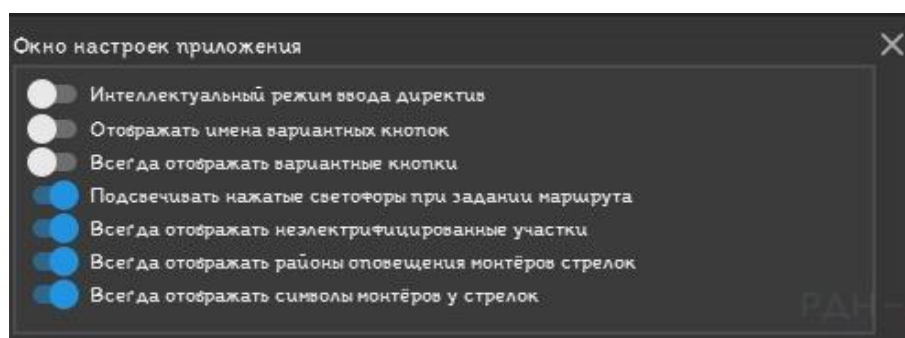 Окно настроек приложения
Интеллектуальный режим ввода директив
Отображать имена вариантных кнопок
Всегда отображать вариантные кнопки
Подсвечивать нажатые светофоры при задании маршрута
Всегда отображать неэлектрифицированные участки
Всегда отображать районы оповещения монтёров стрелок
Всегда отображать символы монтёров у стрелок
РДН -